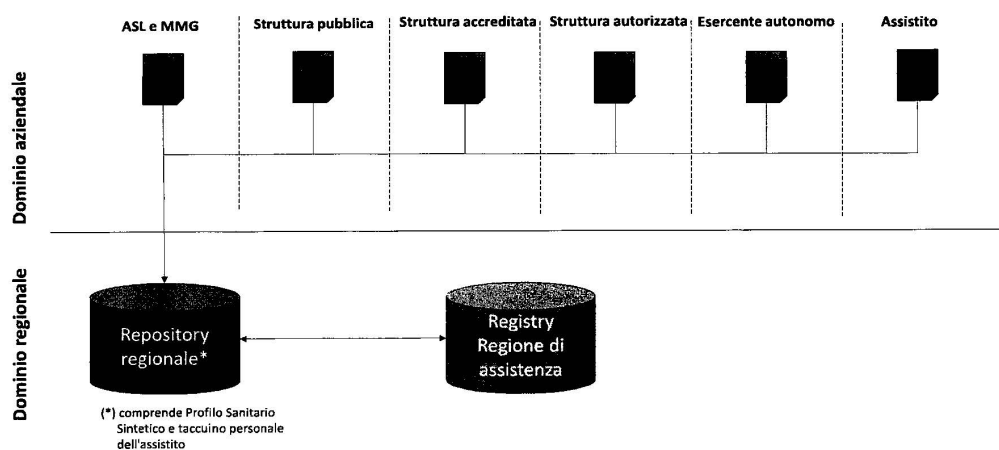 ASL e MMG
Struttura pubblica
Struttura accreditata
Struttura autorizzata
Esercente autonomo
Assistito
Dominio aziendale
Dominio regionale
Repository
regionale*
Registry
Regione di
assistenza
(*) comprende Profilo Sanitario
Sintetico e taccuino personale
dell'assistito